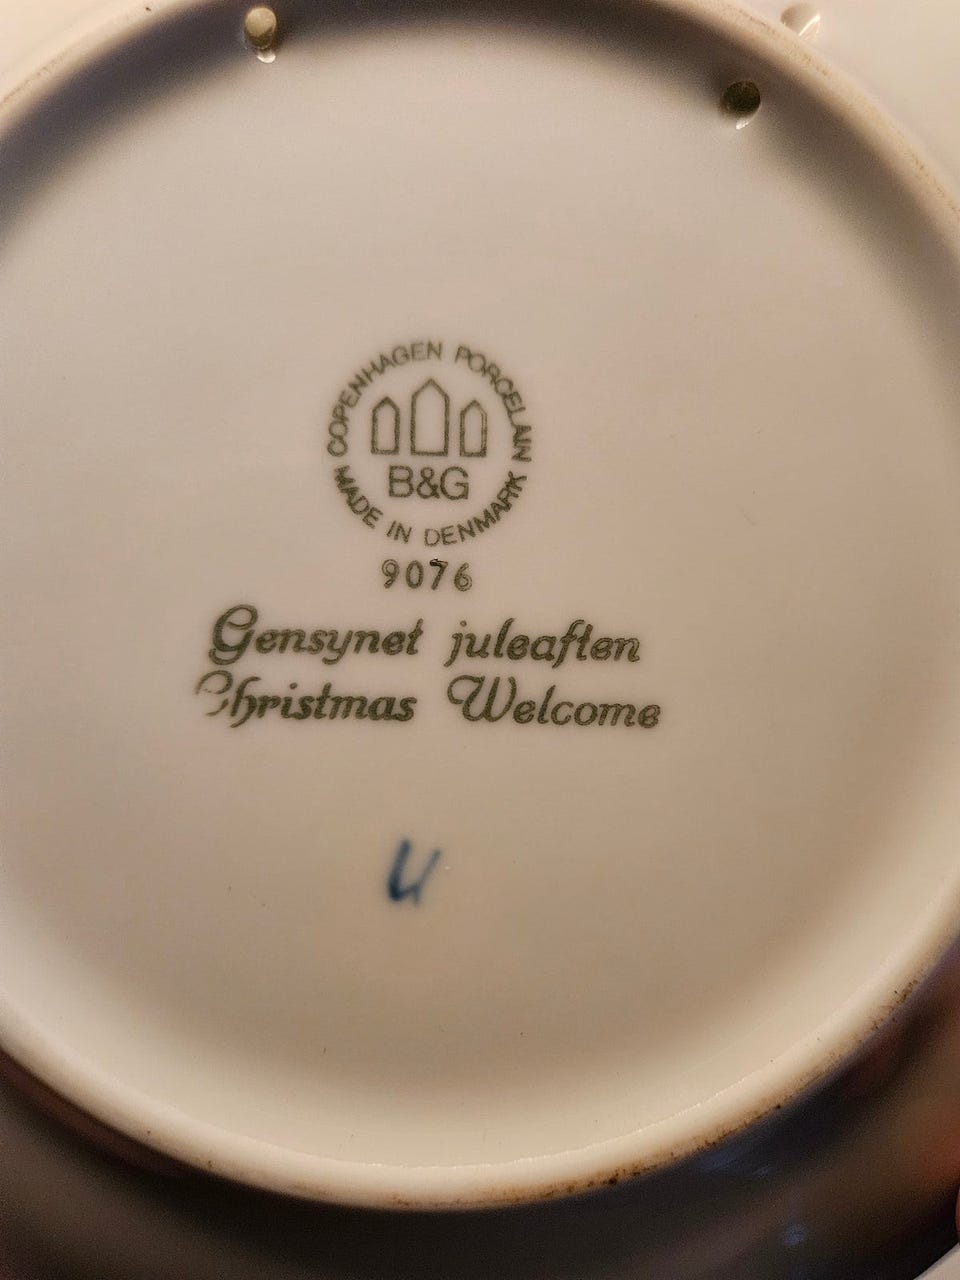 COPENHAGEN PORCELAIN
B&G
MADE IN DENMARK
9076
Gensynet juleaften
Christmas Welcome
U